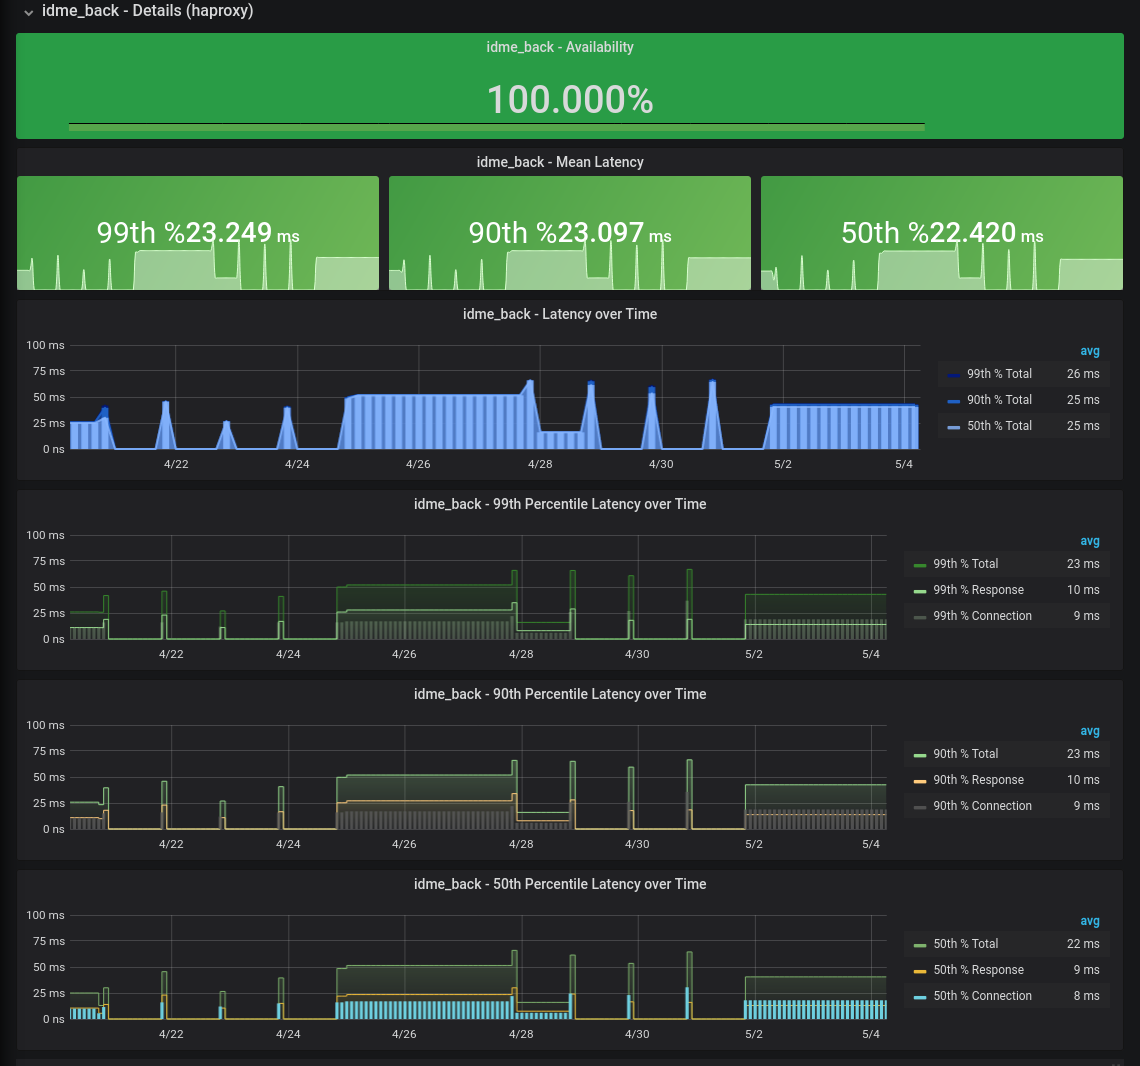 idme_back - Details (haproxy)
idme_back - Availability
100.000%
idme_back - Mean Latency
99th %23.249 ms
90th %23.097 ms
50th %22.420 ms
idme_back - Latency over Time
100 ms
75 ms
50 ms
25 ms
0 ns
4/22 4/24 4/26 4/28 4/30 5/2 5/4
avg
99th % Total 26 ms
90th % Total 25 ms
50th % Total 25 ms
idme_back - 99th Percentile Latency over Time
100 ms
75 ms
50 ms
25 ms
0 ns
4/22 4/24 4/26 4/28 4/30 5/2 5/4
avg
99th % Total 23 ms
99th % Response 10 ms
99th % Connection 9 ms
idme_back - 90th Percentile Latency over Time
100 ms
75 ms
50 ms
25 ms
0 ns
4/22 4/24 4/26 4/28 4/30 5/2 5/4
avg
90th % Total 23 ms
90th % Response 10 ms
90th % Connection 9 ms
idme_back - 50th Percentile Latency over Time
100 ms
75 ms
50 ms
25 ms
0 ns
4/22 4/24 4/26 4/28 4/30 5/2 5/4
avg
50th % Total 22 ms
50th % Response 9 ms
50th % Connection 8 ms